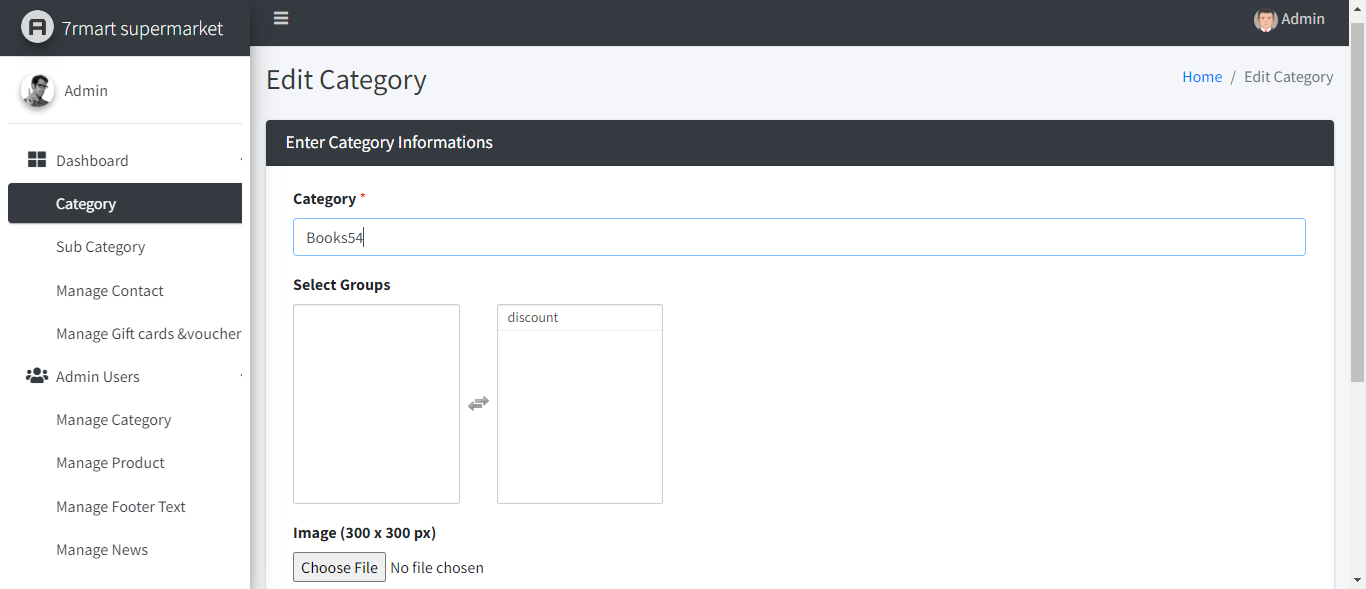 7rmart supermarket
Admin
Admin
Edit Category
Home / Edit Category
Dashboard
Category
Sub Category
Manage Contact
Manage Gift cards &voucher
Admin Users
Manage Category
Manage Product
Manage Footer Text
Manage News
Enter Category Informations
Category *
Books54
Select Groups
discount
Image (300 x 300 px)
Choose File No file chosen